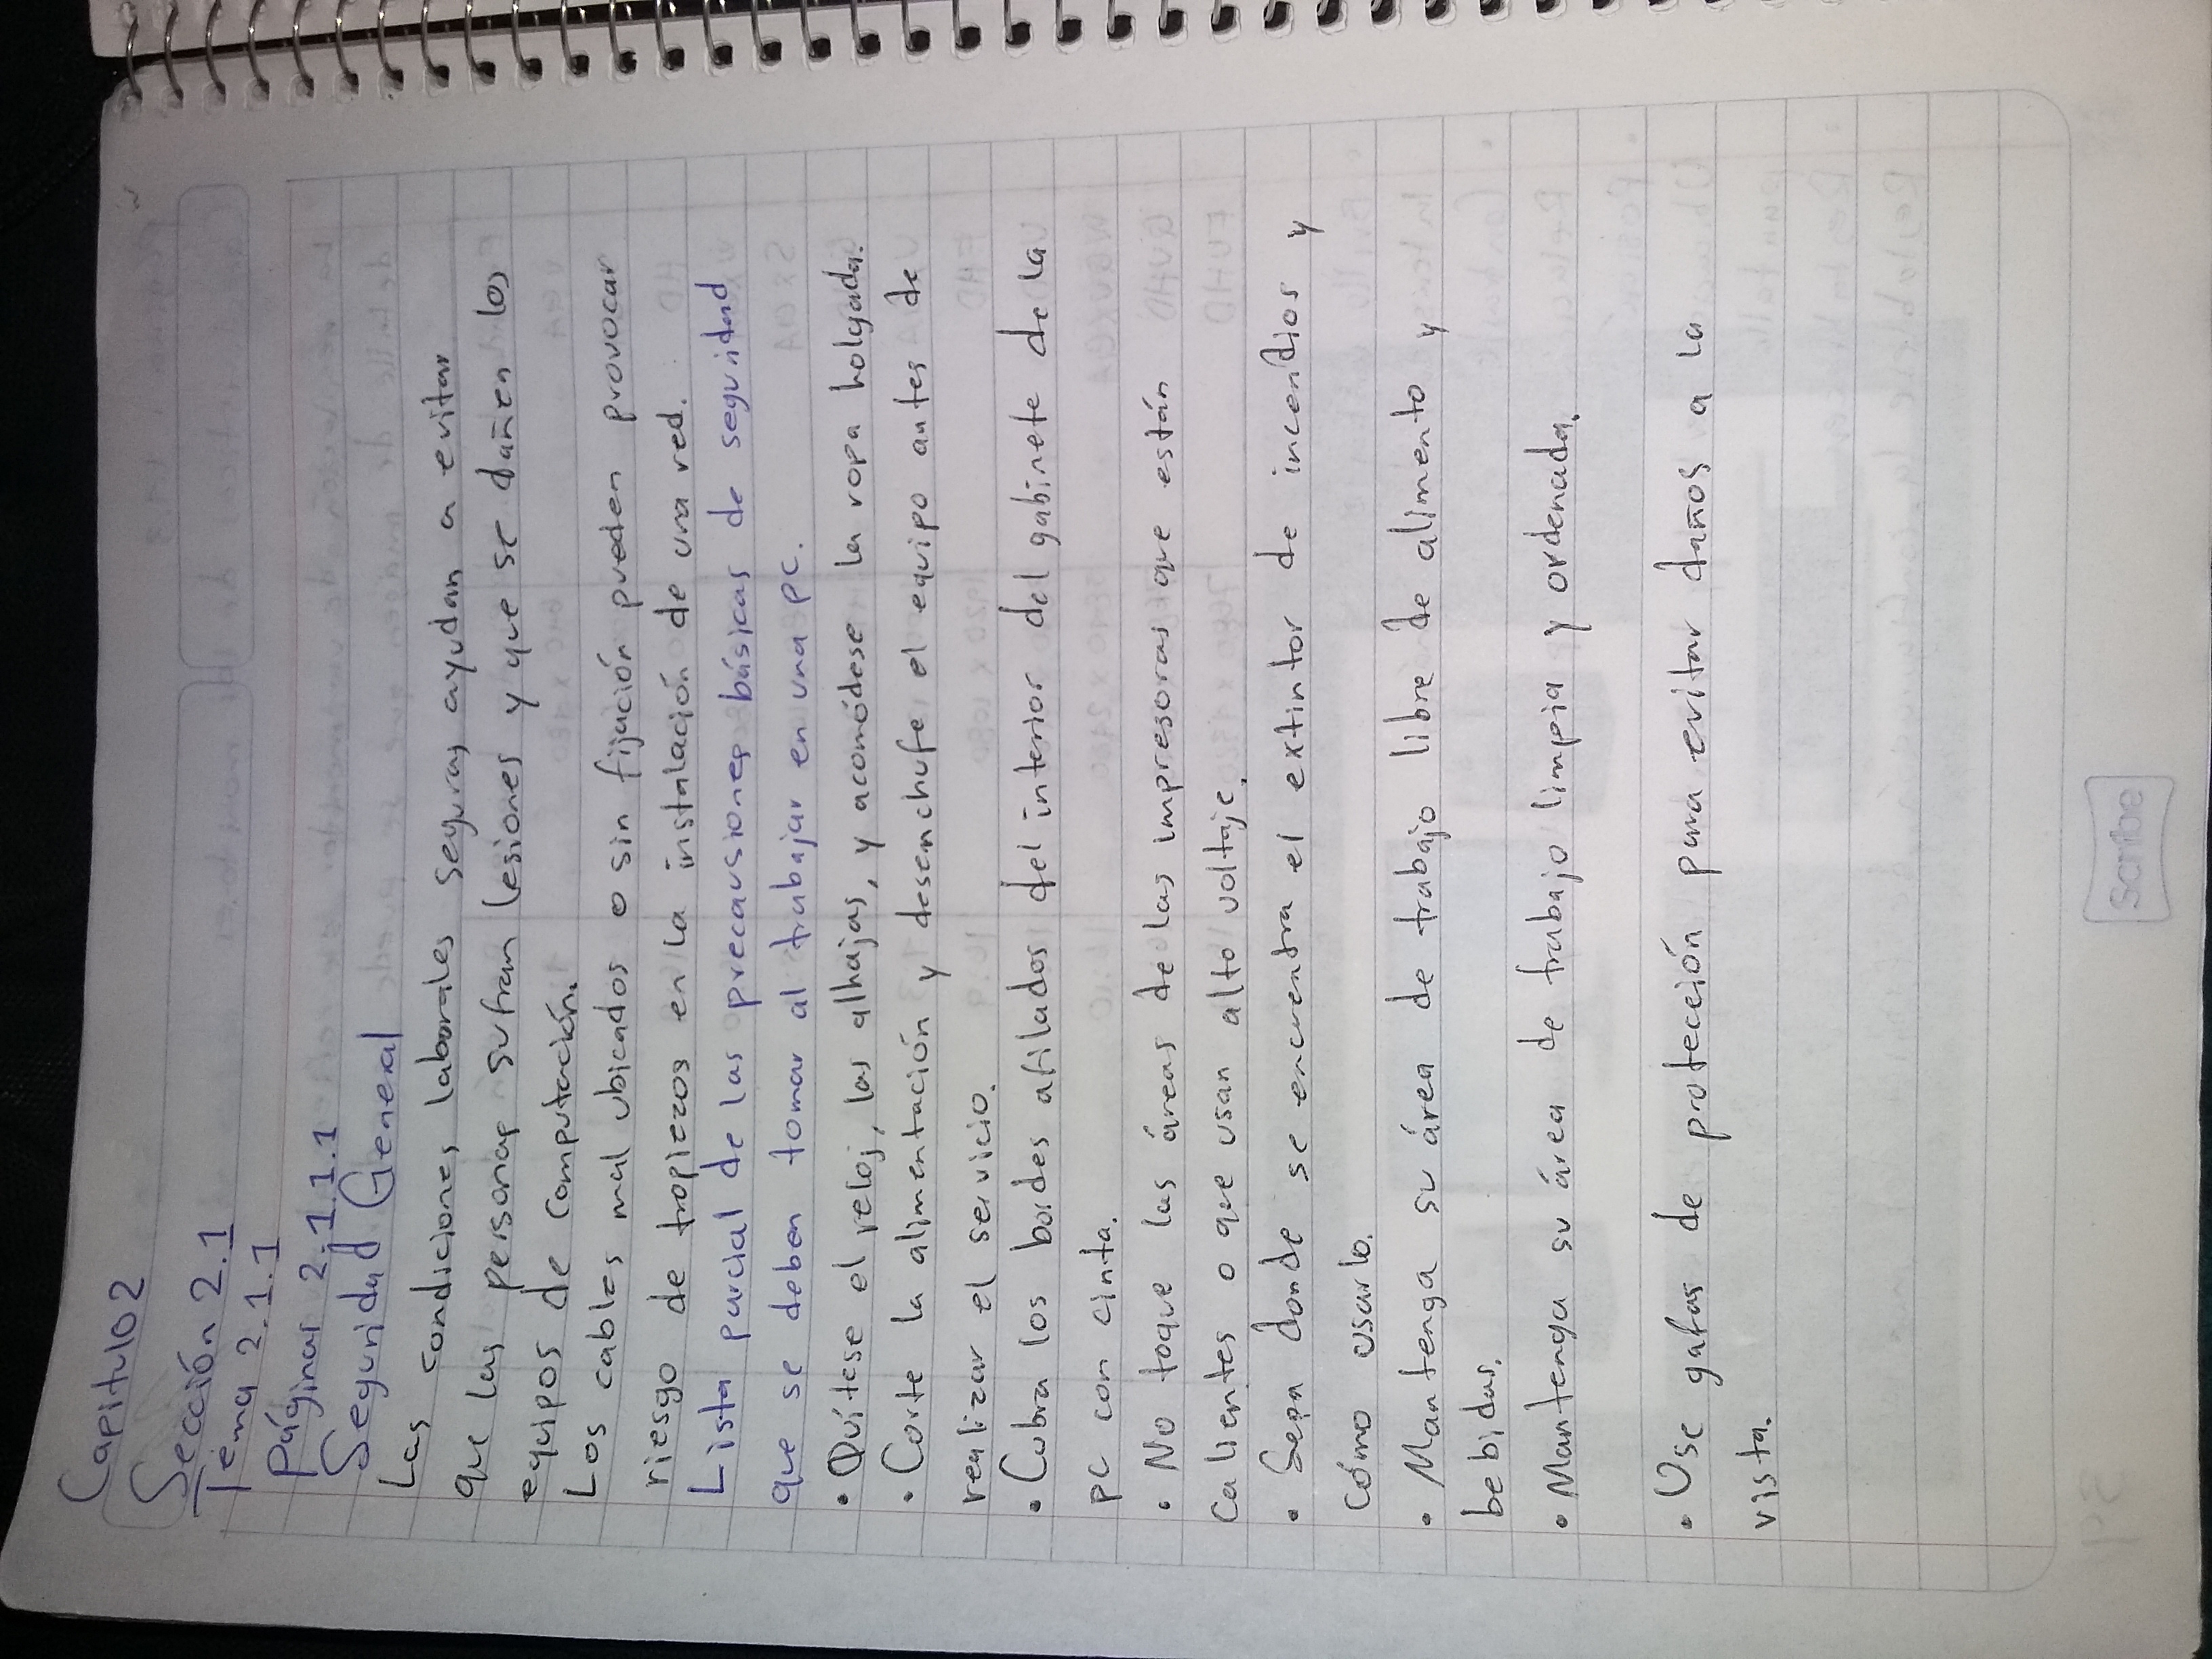 Capitulo 2
Sección 2.1
Tema 2.1.1
páginas 2.1.1.1
Seguridad General
Las condiciones laborales seguras ayudan a evitar
que las personas sufran lesiones y que se dañen los
equipos de computación.
Los cables mal ubicados o sin fijación pueden provocar
riesgo de tropiezos en la instalación de una red.
Lista parcial de las precausiones básicas de seguridad
que se deben tomar al trabajar en una pc.
• Quítese el reloj, las alhajas, y acomódese la ropa holgada.
• Corte la alimentación y desenchufe el equipo antes de
realizar el servicio.
• Cubra los bordes afilados del interior del gabinete de la
pc con cinta.
• No toque las áreas de las impresoras que están
calientes o que usan alto voltaje.
• Sepa donde se encuentra el extintor de incendios y
cómo usarlo.
• Mantenga su área de trabajo libre de alimento y
bebidas.
• Mantenga su área de trabajo limpia y ordenada.
• Use gafas de protección para evitar daños a la
vista.
Scribe